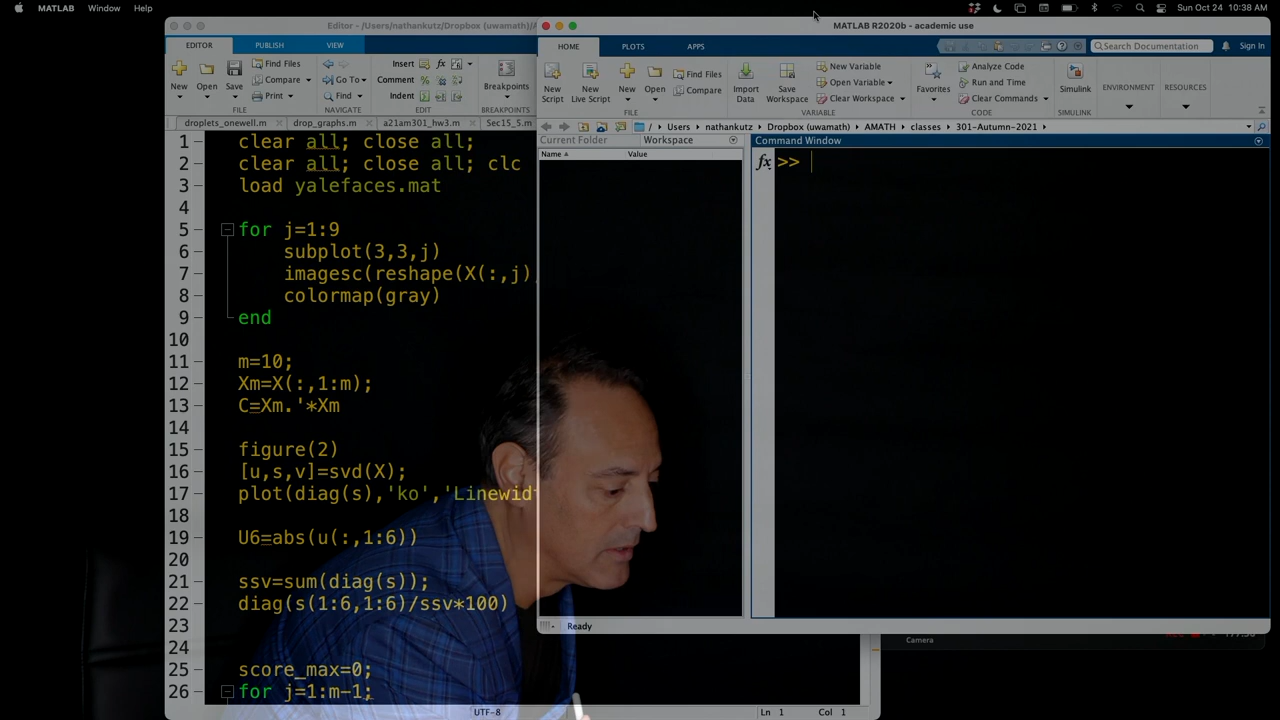 MATLAB Window Help
Sun Oct 24 10:38 AM
Editor - /Users/nathankutz/Dropbox (uwamath)/A
EDITOR PUBLISH VIEW
New Open Save
Find Files
Compare
Print
FILE
Go To
Find
NAVIGATE
Insert
Comment
Indent
EDIT
Breakpoints
BREAKPOINTS
droplets_onewell.m drop_graphs.m a21am301_hw3.m Sec15_5.m
1 clear all; close all;
2 clear all; close all; clc
3 load yalefaces.mat
4
5 for j=1:9
6 subplot(3,3,j)
7 imagesc(reshape(X(:,j)
8 colormap(gray)
9 end
10
11 m=10;
12 Xm=X(:,1:m);
13 C=Xm.'*Xm
14
15 figure(2)
16 [u,s,v]=svd(X);
17 plot(diag(s),'ko','Linewid
18
19 U6=abs(u(:,1:6))
20
21 ssv=sum(diag(s));
22 diag(s(1:6,1:6)/ssv*100)
23
24
25 score_max=0;
26 for j=1:m-1;
UTF-8 Ln 1 Col 1
MATLAB R2020b - academic use
HOME PLOTS APPS
Search Documentation Sign In
New Script
New Live Script
New
Open
Find Files
Compare
FILE
Import Data
Save Workspace
New Variable
Open Variable
Clear Workspace
VARIABLE
Favorites
Analyze Code
Run and Time
Clear Commands
CODE
Simulink
SIMULINK
ENVIRONMENT
RESOURCES
/ Users nathankutz Dropbox (uwamath) AMATH classes 301-Autumn-2021
Current Folder Workspace
Name Value
Command Window
fx >>
Ready
Camera